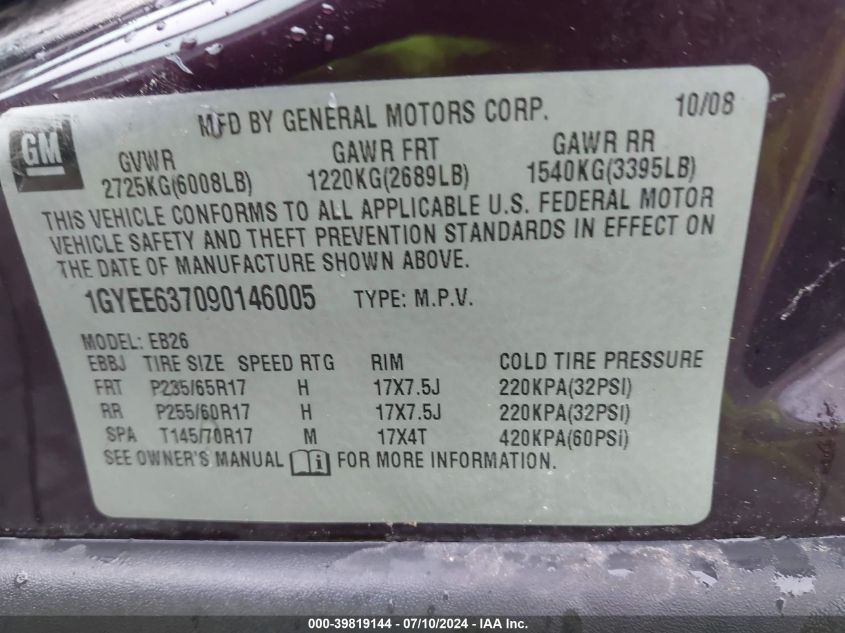 GM
MFD BY GENERAL MOTORS CORP. 10/08
GVWR GAWR FRT GAWR RR
2725KG(6008LB) 1220KG(2689LB) 1540KG(3395LB)
THIS VEHICLE CONFORMS TO ALL APPLICABLE U.S. FEDERAL MOTOR
VEHICLE SAFETY AND THEFT PREVENTION STANDARDS IN EFFECT ON
THE DATE OF MANUFACTURE SHOWN ABOVE.
1GYEE637090146005 TYPE: M.P.V.
MODEL: EB26
EBBJ TIRE SIZE SPEED RTG RIM COLD TIRE PRESSURE
FRT P235/65R17 H 17X7.5J 220KPA(32PSI)
RR P255/60R17 H 17X7.5J 220KPA(32PSI)
SPA T145/70R17 M 17X4T 420KPA(60PSI)
SEE OWNER'S MANUAL FOR MORE INFORMATION.
000-39819144 / 07/10/2024 - IAA Inc.